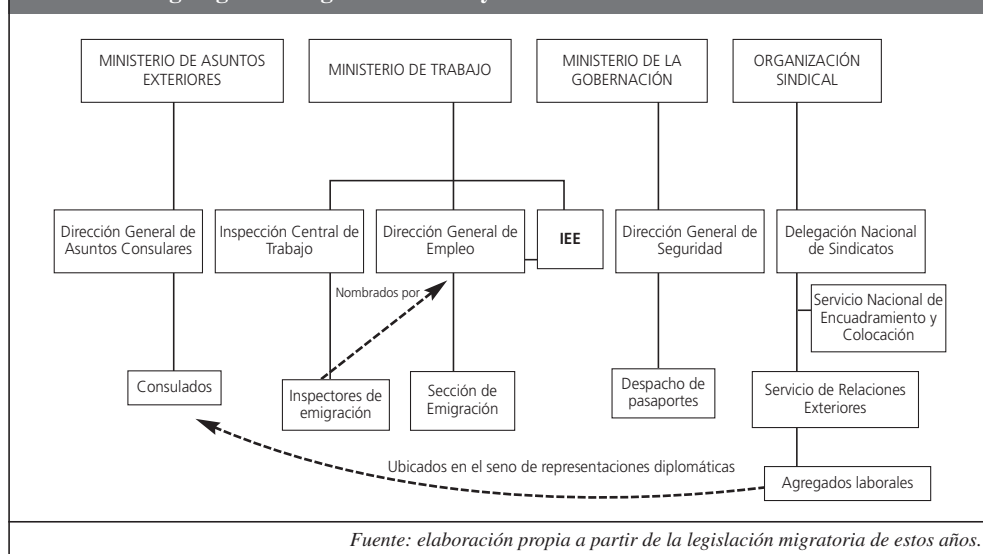 MINISTERIO DE ASUNTOS
EXTERIORES
MINISTERIO DE TRABAJO
MINISTERIO DE LA
GOBERNACIÓN
ORGANIZACIÓN
SINDICAL
Dirección General de
Asuntos Consulares
Inspección Central de
Trabajo
Dirección General de
Empleo
IEE
Dirección General de
Seguridad
Delegación Nacional
de Sindicatos
Nombrados por
Servicio Nacional de
Encuadramiento y
Colocación
Consulados
Inspectores de
emigración
Sección de
Emigración
Despacho de
pasaportes
Servicio de Relaciones
Exteriores
Ubicados en el seno de representaciones diplomáticas
Agregados laborales
Fuente: elaboración propia a partir de la legislación migratoria de estos años.